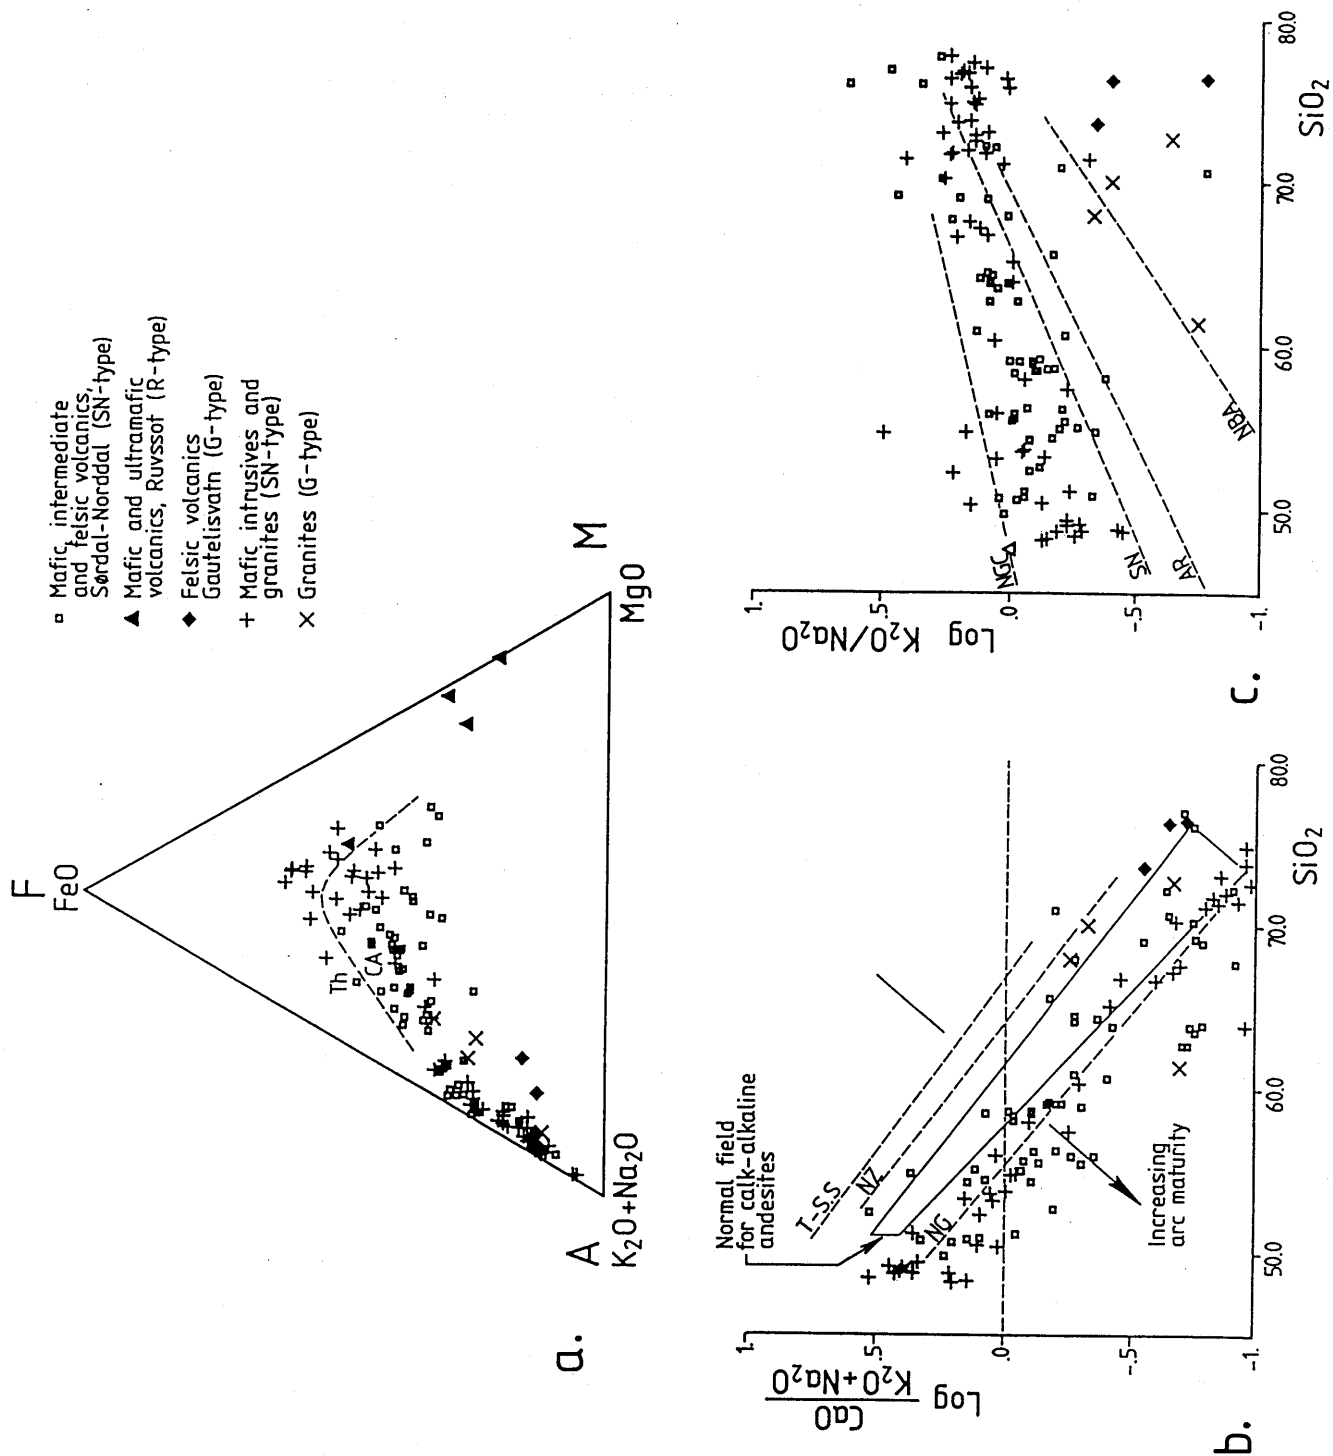 F
FeO
A
K2O+Na2O
M
MgO
Th
CA
a.
Mafic, intermediate
and felsic volcanics,
Sørdal-Norddal (SN-type)
Mafic and ultramafic
volcanics, Ruvssot (R-type)
Felsic volcanics
Gautelisvatn (G-type)
Mafic intrusives and
granites (SN-type)
Granites (G-type)
b.
Log CaO
K2O+Na2O
1.
.5
.0
-.5
-1.
50.0
60.0
70.0
80.0
SiO2
Normal field
for calk-alkaline
andesites
T-S.S
NZ
NG
Increasing
arc maturity
c.
Log K2O/Na2O
1.
.5
.0
-.5
-1.
50.0
60.0
70.0
80.0
SiO2
NGC
SN
AR
NBA